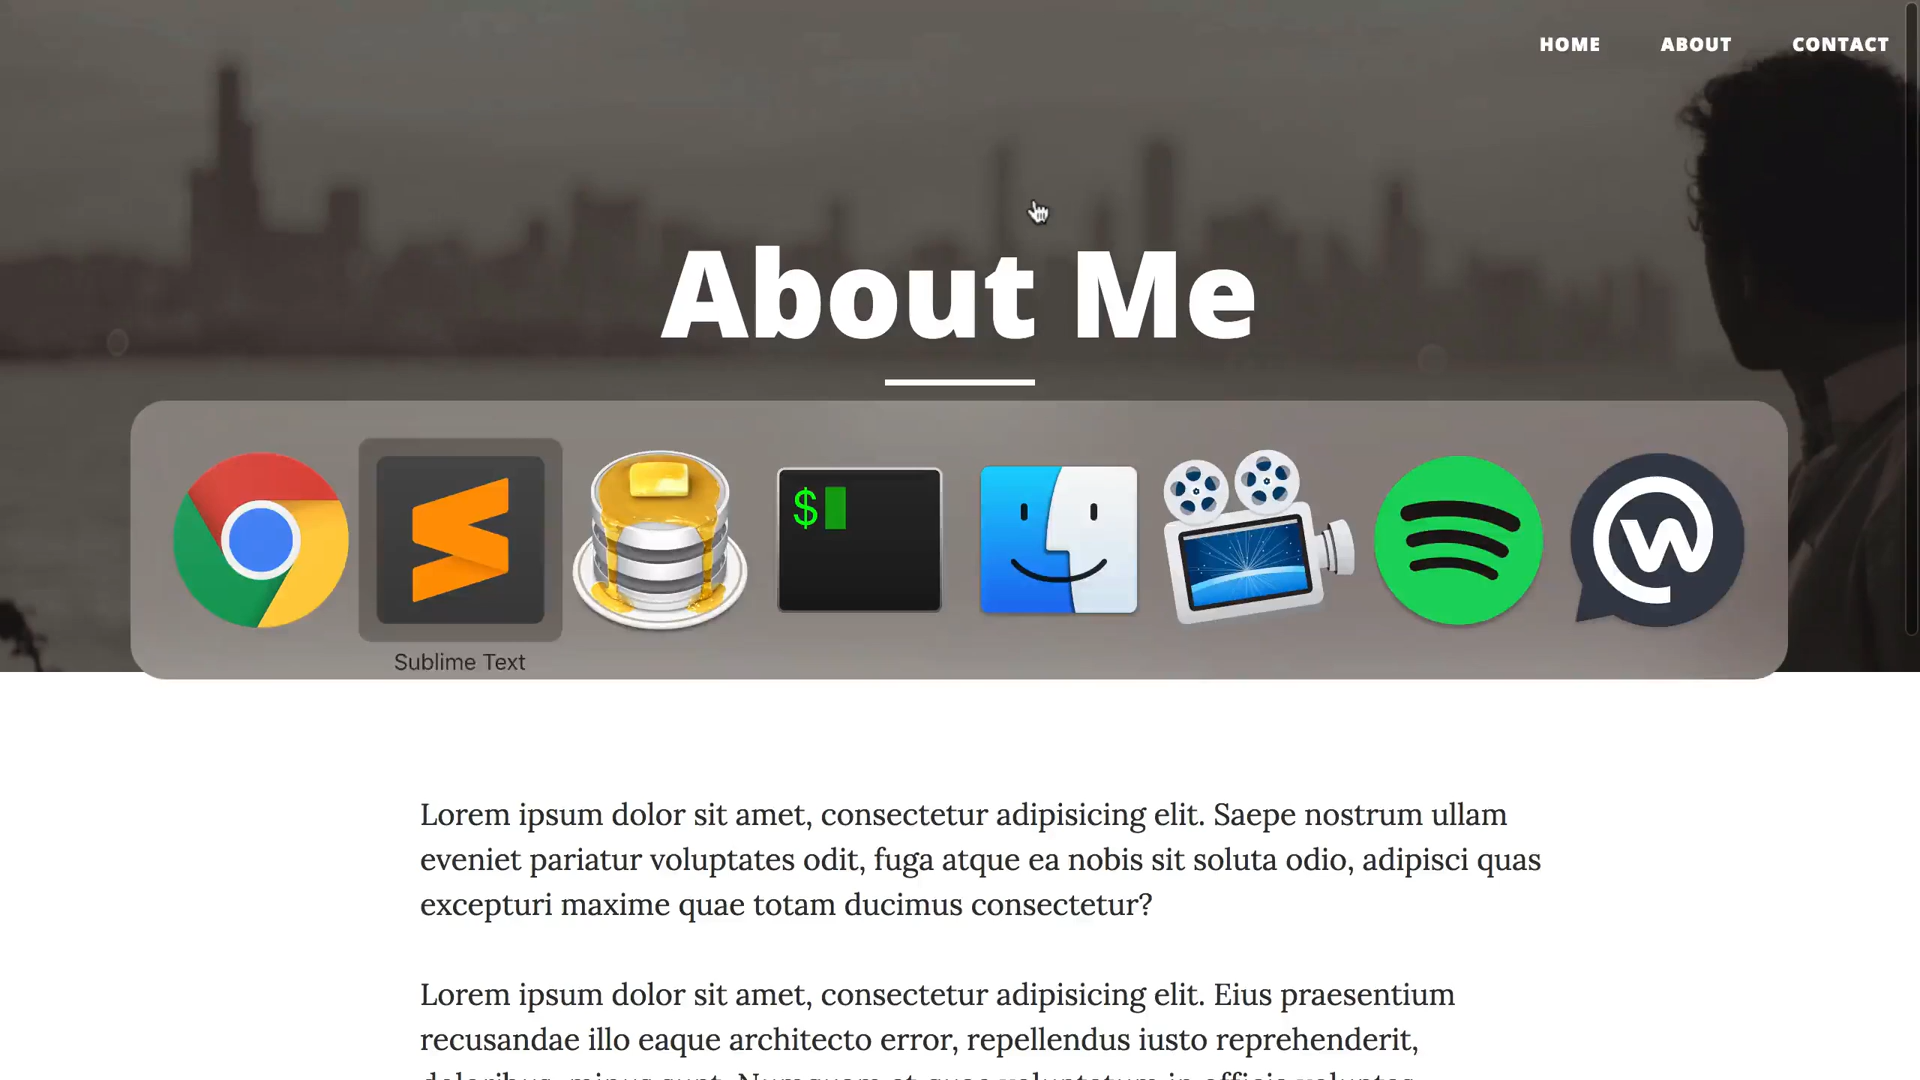 HOME ABOUT CONTACT
About Me
$
W
Sublime Text
Lorem ipsum dolor sit amet, consectetur adipisicing elit. Saepe nostrum ullam
eveniet pariatur voluptates odit, fuga atque ea nobis sit soluta odio, adipisci quas
excepturi maxime quae totam ducimus consectetur?
Lorem ipsum dolor sit amet, consectetur adipisicing elit. Eius praesentium
recusandae illo eaque architecto error, repellendus iusto reprehenderit,